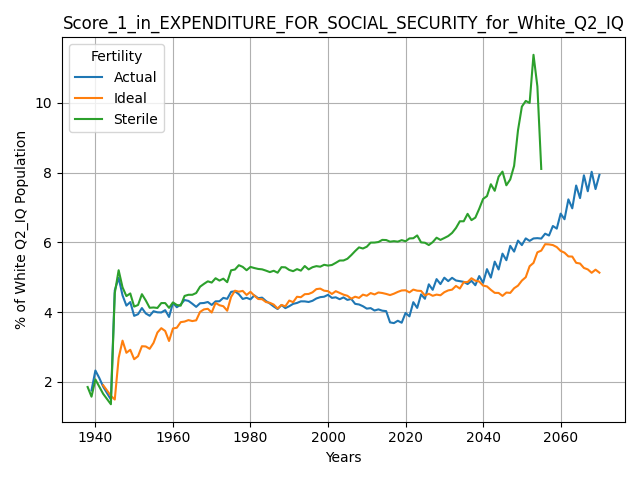 Score_1_in_EXPENDITURE_FOR_SOCIAL_SECURITY_for_White_Q2_IQ
Fertility
Actual
Ideal
Sterile
% of White Q2_IQ Population
10
8
6
4
2
1940 1960 1980 2000 2020 2040 2060
Years